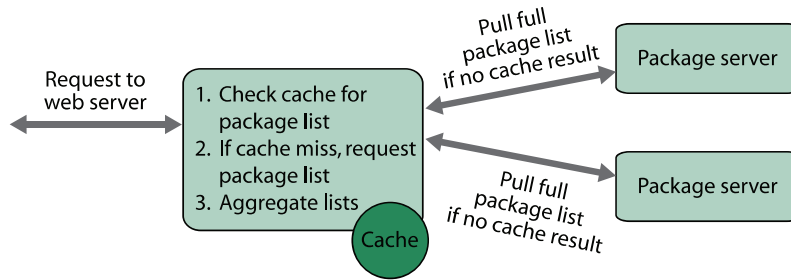 Request to
web server
1. Check cache for
package list
2. If cache miss, request
package list
3. Aggregate lists
Cache
Pull full
package list
if no cache result
Package server
Pull full
package list
if no cache result
Package server